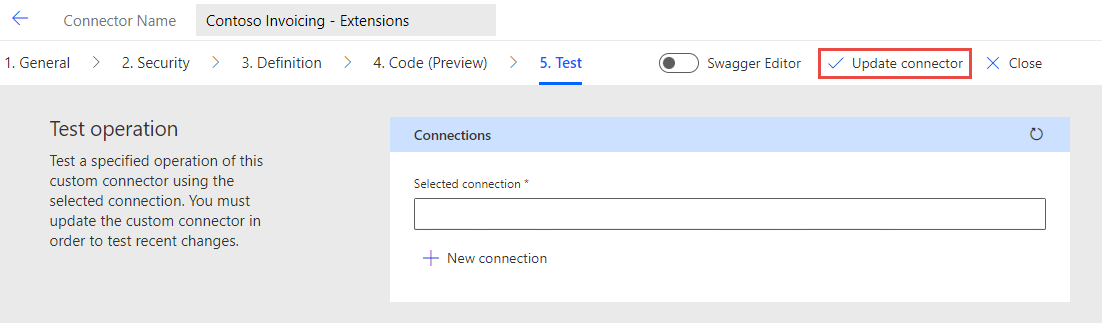 Connector Name Contoso Invoicing - Extensions
1. General 2. Security 3. Definition 4. Code (Preview) 5. Test Swagger Editor Update connector Close
Test operation
Test a specified operation of this
custom connector using the
selected connection. You must
update the custom connector in
order to test recent changes.
Connections
Selected connection *
New connection